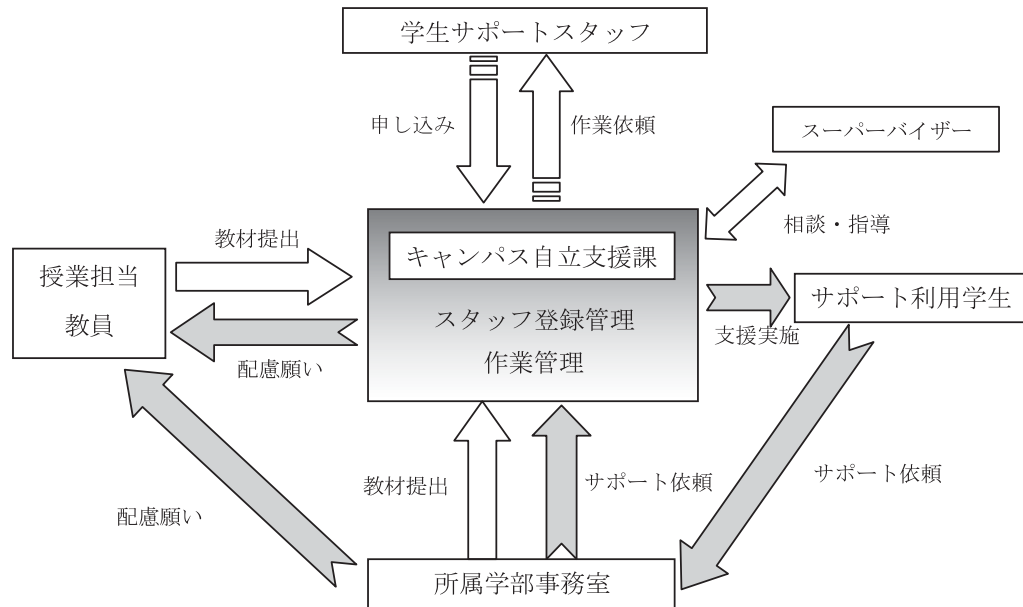 学生サポートスタッフ
申し込み
作業依頼
スーパーバイザー
相談・指導
教材提出
キャンパス自立支援課
授業担当
教員
スタッフ登録管理
作業管理
サポート利用学生
支援実施
配慮願い
教材提出
サポート依頼
サポート依頼
配慮願い
所属学部事務室